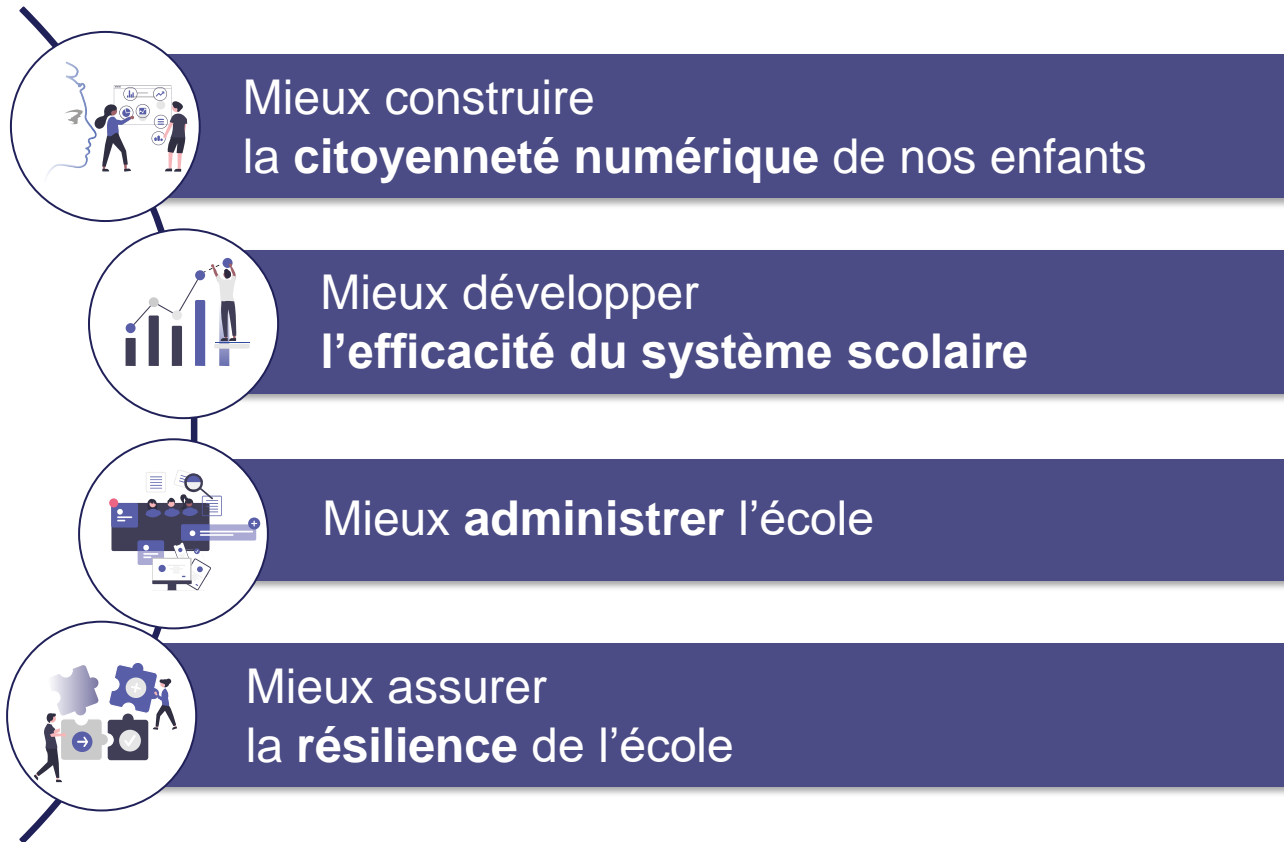 Mieux construire
la citoyenneté numérique de nos enfants
Mieux développer
l’efficacité du système scolaire
Mieux administrer l’école
Mieux assurer
la résilience de l’école